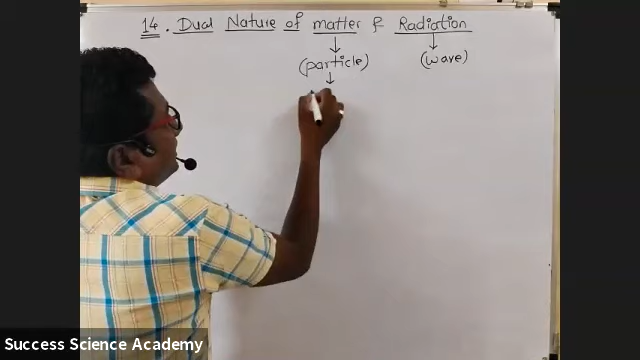 14. Dual Nature of matter & Radiation
(particle) (wave)
Success Science Academy